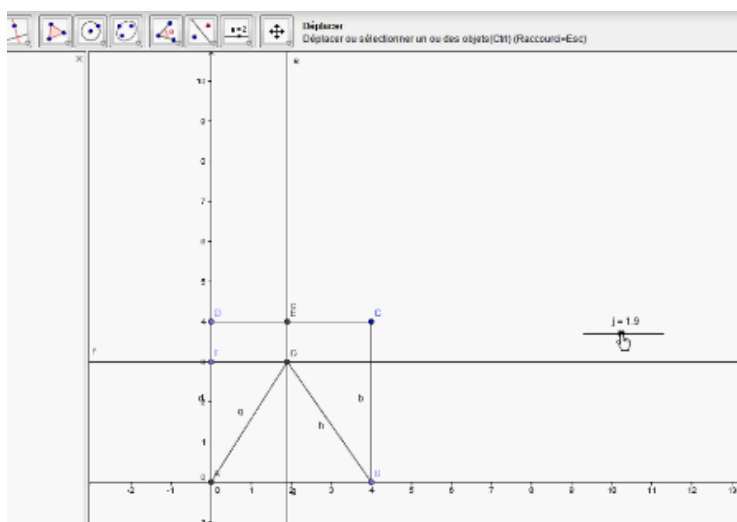 a=2
Déplacer
Déplacer ou sélectionner un ou des objets(Ctrl) (Raccourci=Esc)
x
e
10
9
8
7
6
5
D
E
C
j = 1.9
4
f
F
G
3
d
b
2
g
h
1
0
A
B
-2
-1
0
1
2
3
4
5
6
7
8
9
10
11
12
13
a